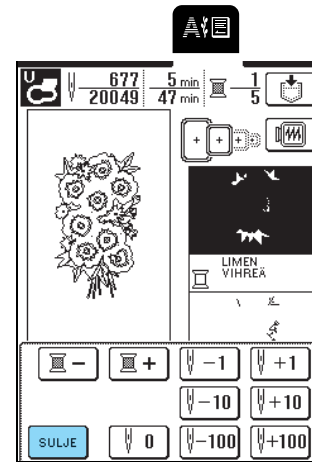 A
U 677 5 min 1
20049 47 min 5
LIMEN
VIHREÄ
- + -1 +1
-10 +10
SULJE 0 -100 +100